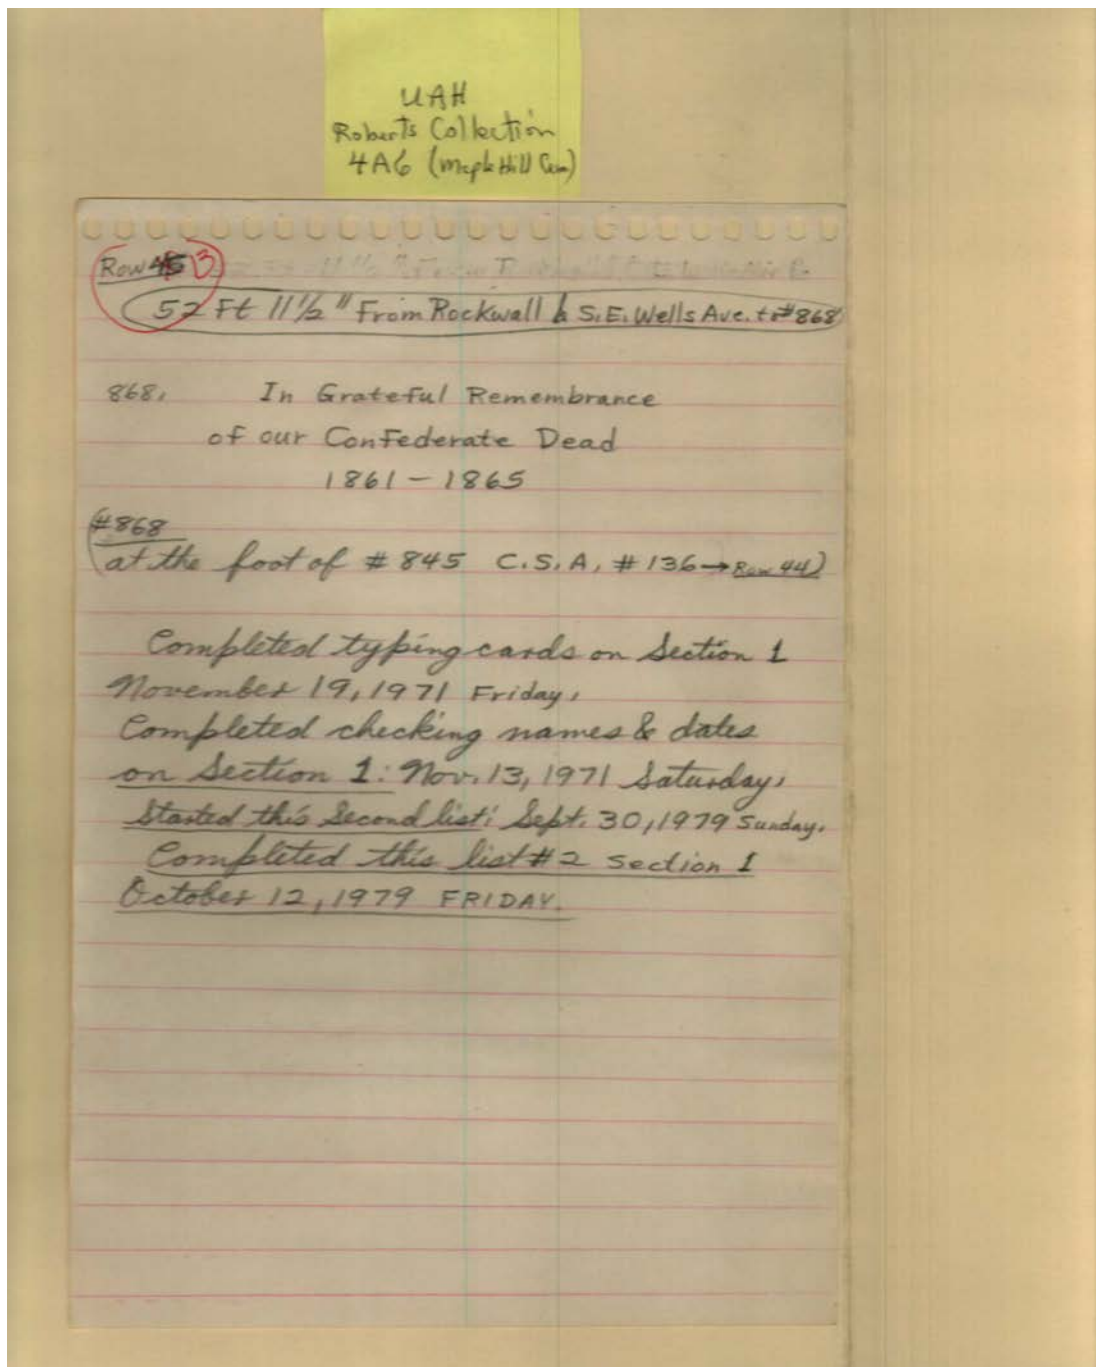 UAH
Roberts Collection
4A6 (Maple Hill Cem)
Row 45 3
52 Ft 11 1/2" From Rockwall & S.E. Wells Ave. to #868
868. In Grateful Remembrance
of our Confederate Dead
1861-1865
(#868
at the foot of #845 C.S.A. #136→Row 44)
Completed typing cards on Section 1
November 19, 1971 Friday.
Completed checking names & dates
on Section 1: Nov. 13, 1971 Saturday.
Started this Second list: Sept. 30, 1979 Sunday.
Completed this list #2 Section 1
October 12, 1979 FRIDAY.